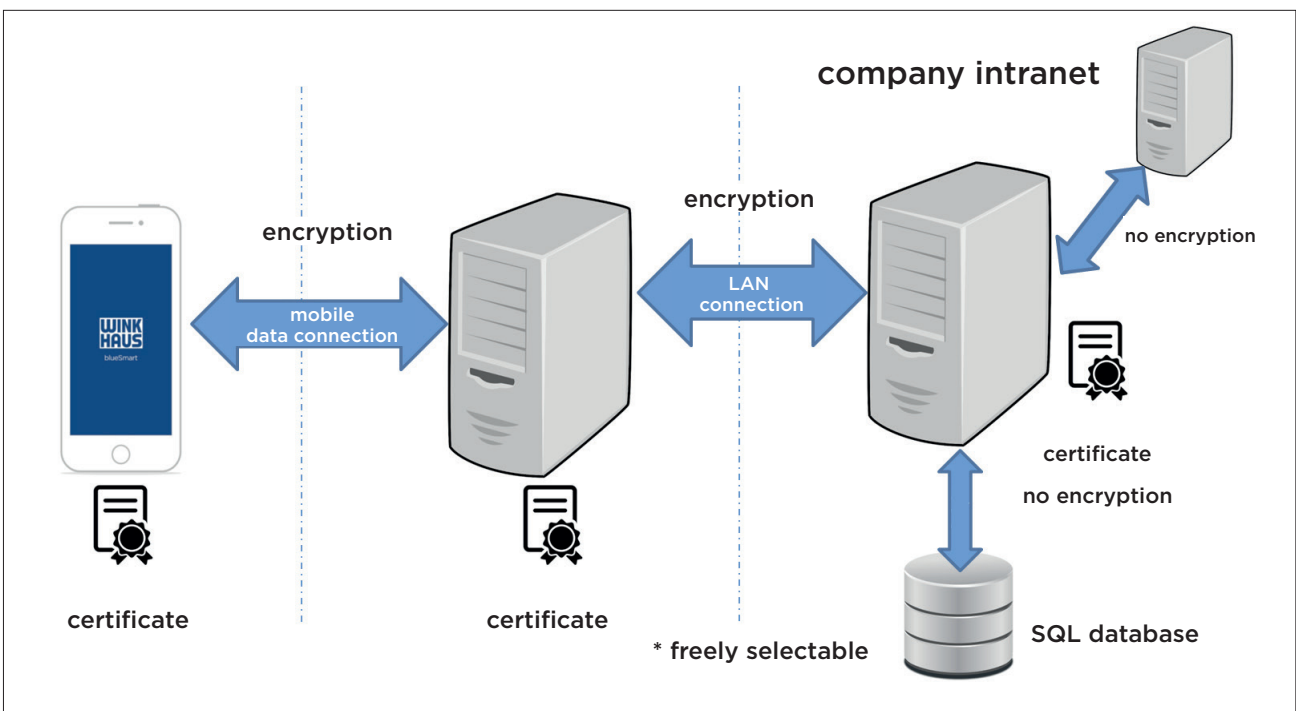 company intranet
encryption
encryption
no encryption
mobile
data connection
LAN
connection
WINK
HAUS
blueSmart
certificate
no encryption
certificate
certificate
* freely selectable
SQL database